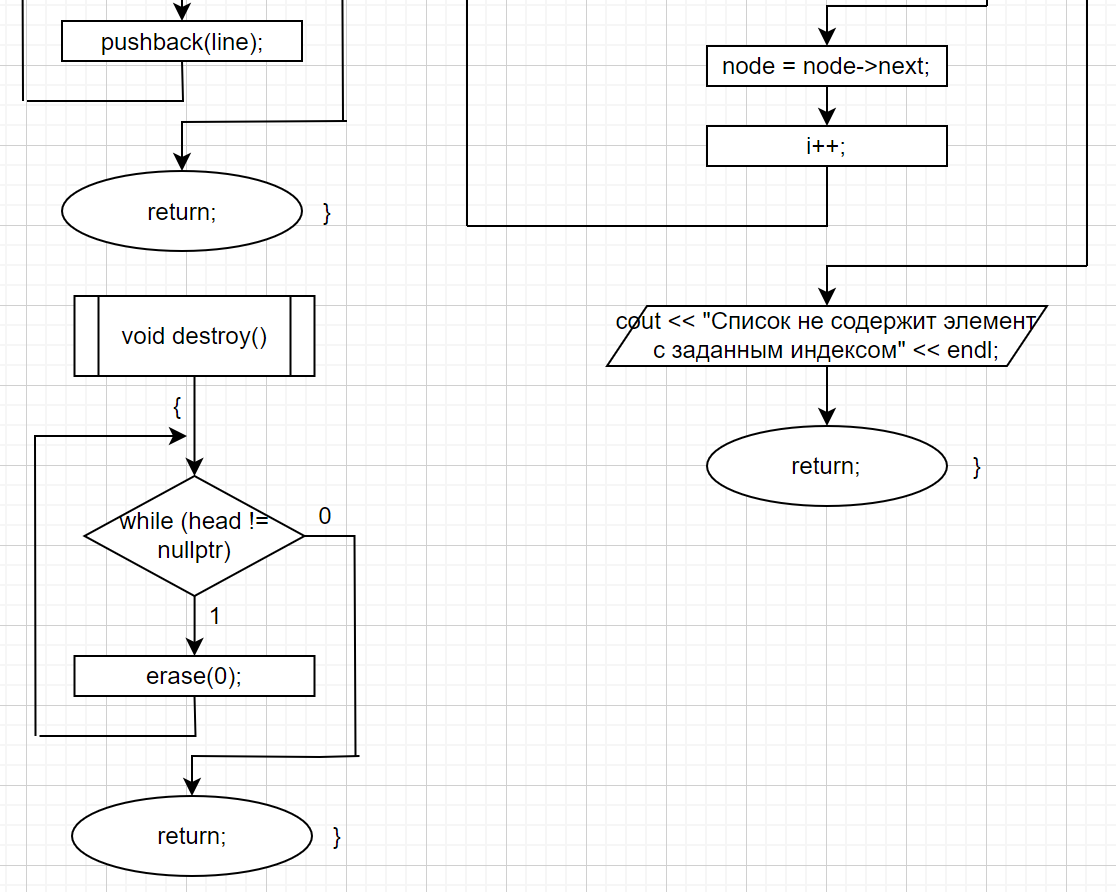 pushback(line);
return;
}
void destroy()
{
while (head !=
nullptr)
0
1
erase(0);
return;
}
node = node->next;
i++;
cout << "Список не содержит элемент
с заданным индексом" << endl;
return;
}